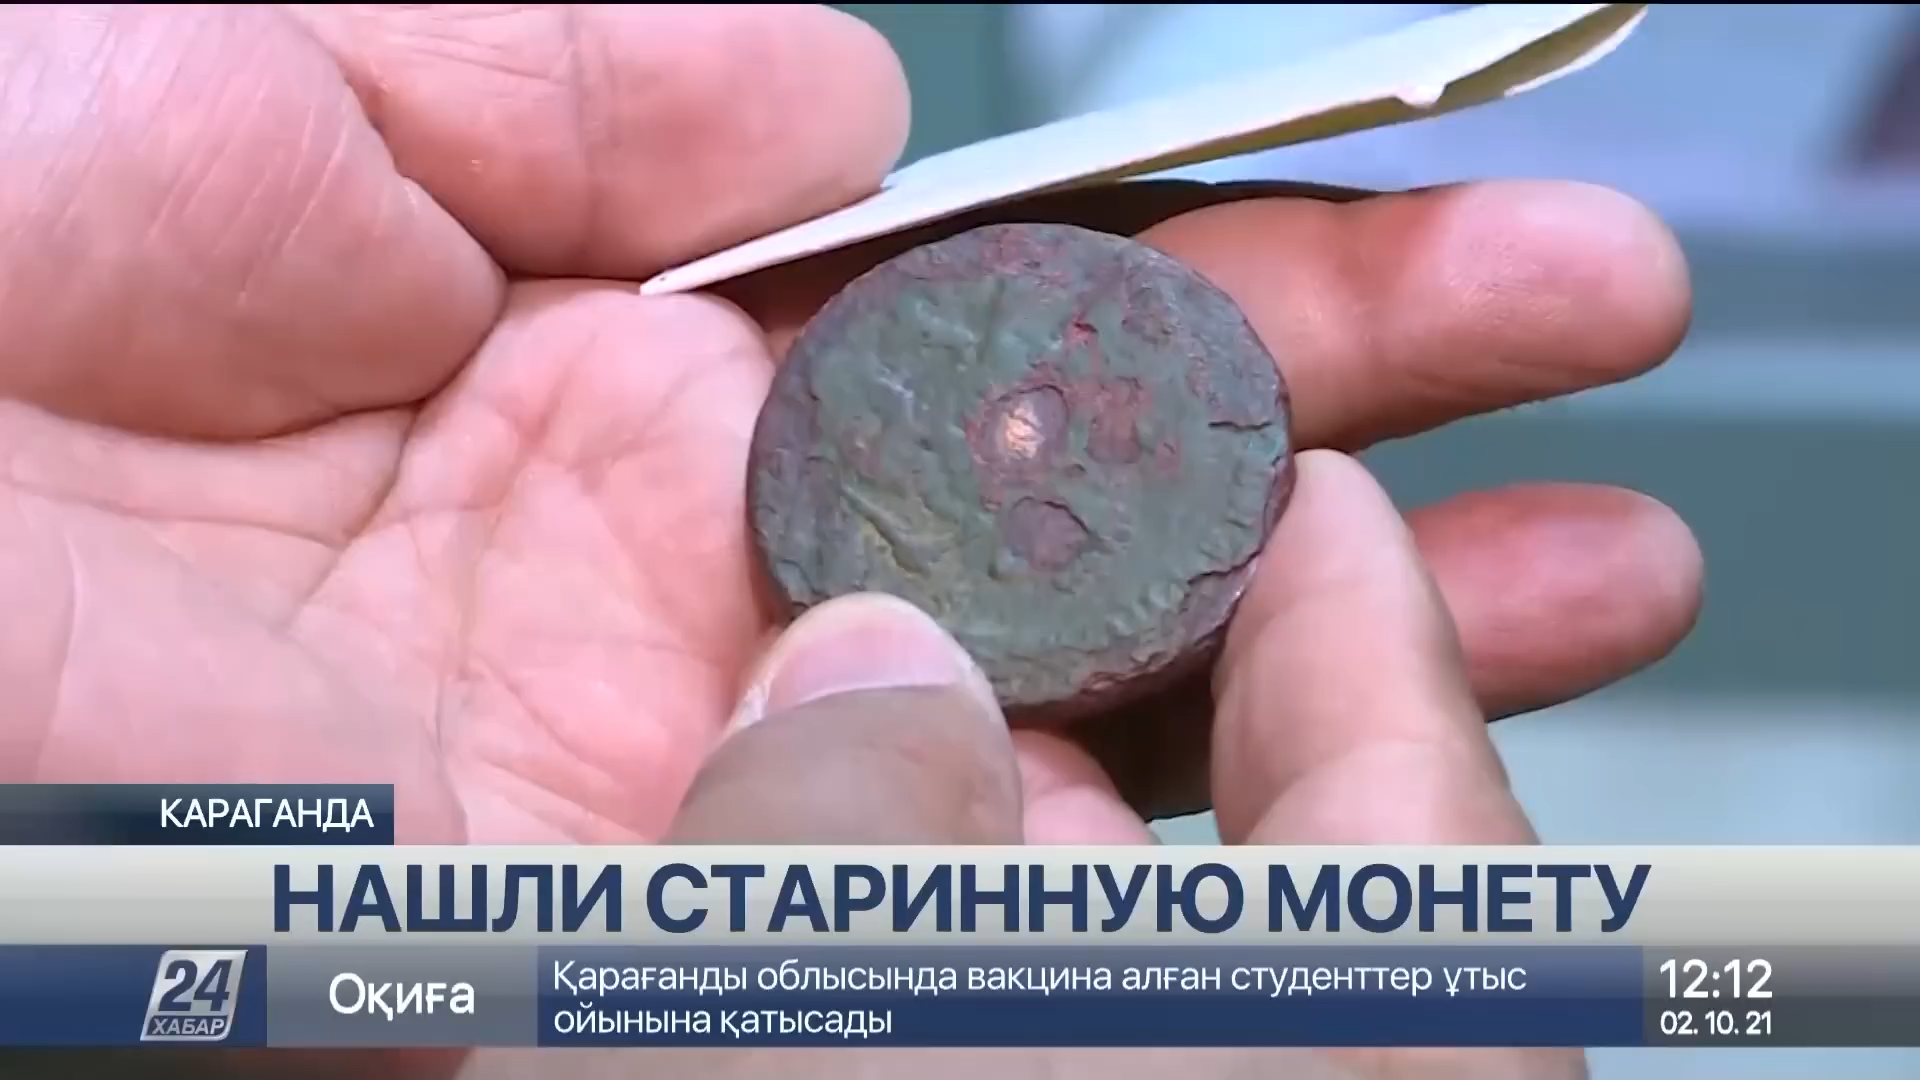 КАРАГАНДА
НАШЛИ СТАРИННУЮ МОНЕТУ
24
ХАБАР
Оқиға
Қарағанды облысында вакцина алған студенттер ұтыс
ойынына қатысады
12:12
02. 10. 21